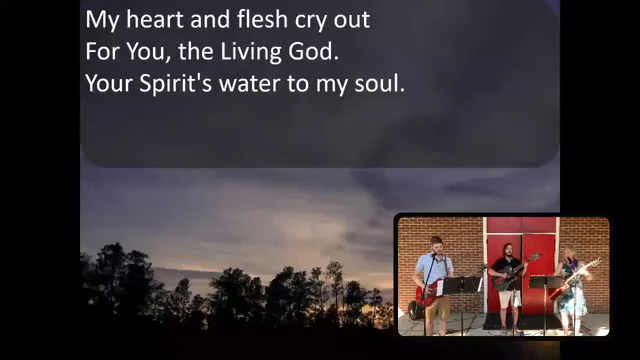 My heart and flesh cry out
For You, the Living God.
Your Spirit's water to my soul.